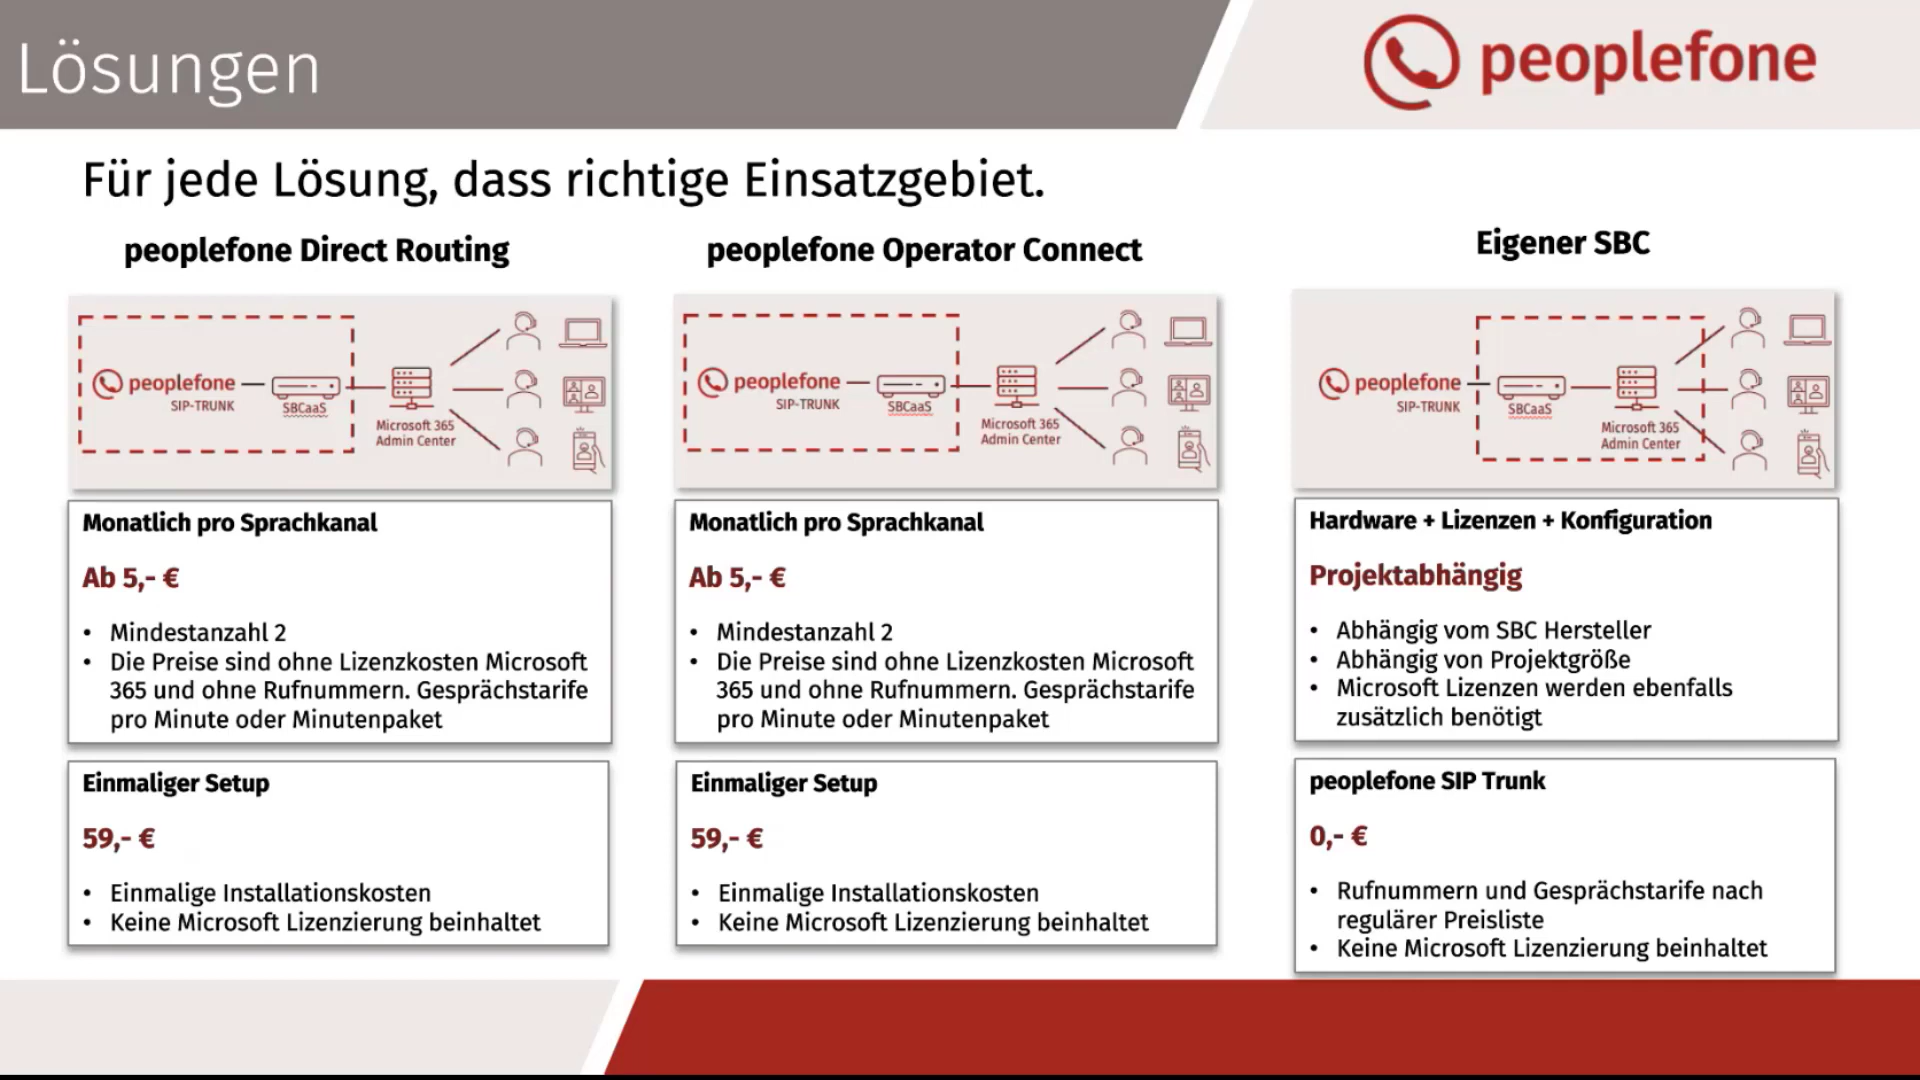 Lösungen
peoplefone
Für jede Lösung, dass richtige Einsatzgebiet.
peoplefone Direct Routing
peoplefone
SIP-TRUNK
SBCaaS
Microsoft 365
Admin Center
Monatlich pro Sprachkanal
Ab 5,- €
• Mindestanzahl 2
• Die Preise sind ohne Lizenzkosten Microsoft
365 und ohne Rufnummern. Gesprächstarife
pro Minute oder Minutenpaket
Einmaliger Setup
59,- €
• Einmalige Installationskosten
• Keine Microsoft Lizenzierung beinhaltet
peoplefone Operator Connect
peoplefone
SIP-TRUNK
SBCaaS
Microsoft 365
Admin Center
Monatlich pro Sprachkanal
Ab 5,- €
• Mindestanzahl 2
• Die Preise sind ohne Lizenzkosten Microsoft
365 und ohne Rufnummern. Gesprächstarife
pro Minute oder Minutenpaket
Einmaliger Setup
59,- €
• Einmalige Installationskosten
• Keine Microsoft Lizenzierung beinhaltet
Eigener SBC
peoplefone
SIP-TRUNK
SBCaaS
Microsoft 365
Admin Center
Hardware + Lizenzen + Konfiguration
Projektabhängig
• Abhängig vom SBC Hersteller
• Abhängig von Projektgröße
• Microsoft Lizenzen werden ebenfalls
zusätzlich benötigt
peoplefone SIP Trunk
0,- €
• Rufnummern und Gesprächstarife nach
regulärer Preisliste
• Keine Microsoft Lizenzierung beinhaltet